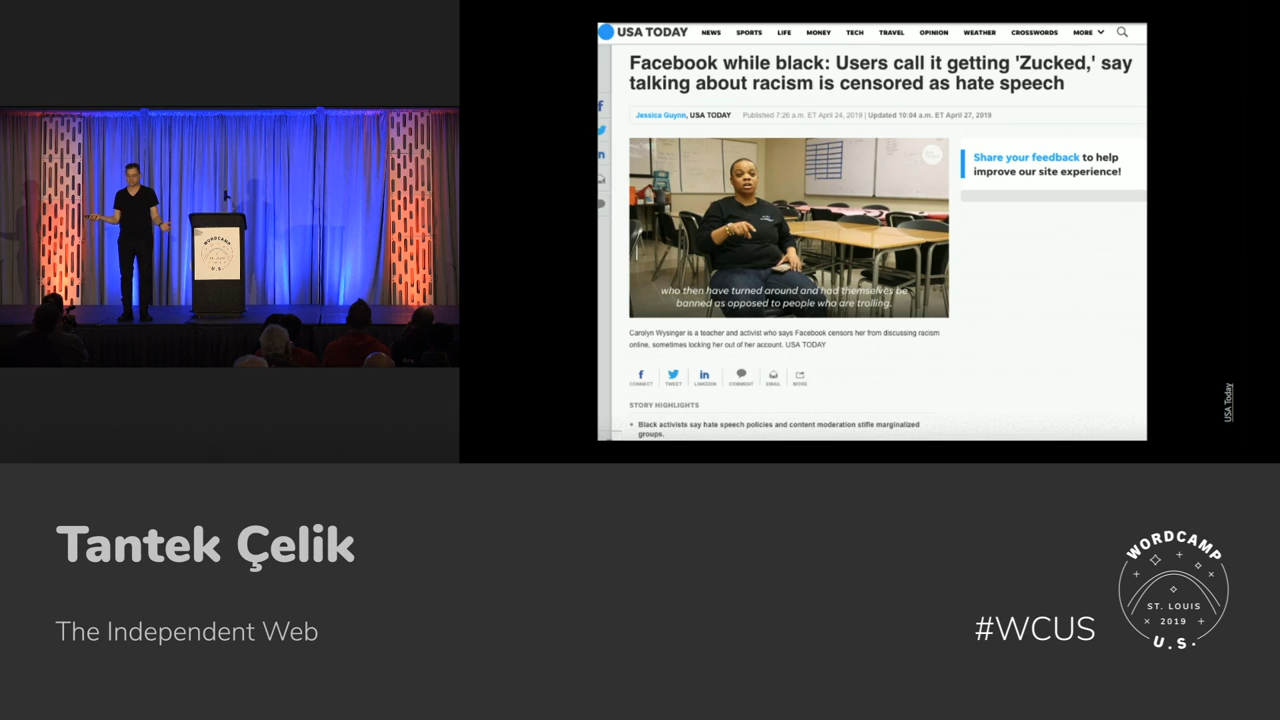 USA TODAY
NEWS SPORTS LIFE MONEY TECH TRAVEL OPINION WEATHER CROSSWORDS MORE
Facebook while black: Users call it getting 'Zucked,' say
talking about racism is censored as hate speech
Jessica Guynn, USA TODAY Published 7:26 a.m. ET April 24, 2019 | Updated 10:04 a.m. ET April 27, 2019
Share your feedback to help
improve our site experience!
who then have turned around and had themselves be
banned as opposed to people who are trolling.
Carolyn Wysinger is a teacher and activist who says Facebook censors her from discussing racism
online, sometimes locking her out of her account. USA TODAY
CONNECT TWEET LINKEDIN COMMENT EMAIL MORE
STORY HIGHLIGHTS
• Black activists say hate speech policies and content moderation stifle marginalized
groups.
USA Today
WORDCAMP
U.S.
Tantek Çelik
The Independent Web
#WCUS
WORDCAMP
ST. LOUIS
2019
U.S.